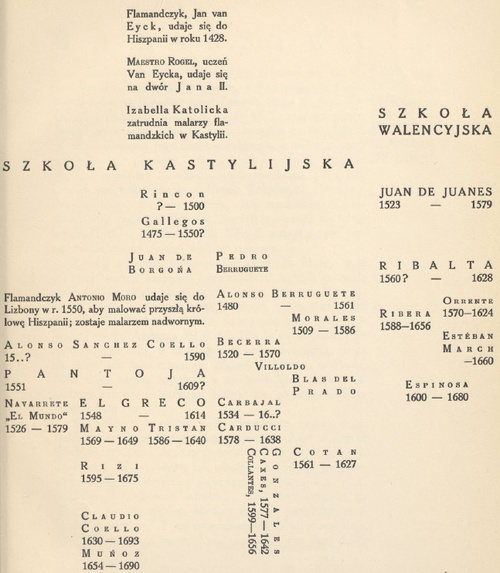 Flamandczyk, Jan van
Eyck, udaje się do
Hiszpanii w roku 1428.
MAESTRO ROGEL, uczeń
Van Eycka, udaje się
na dwór Jana II.
Izabella Katolicka
zatrudnia malarzy fla-
mandzkich w Kastylii.
SZKOŁA KASTYLIJSKA
Rincon
? — 1500
Gallegos
1475 — 1550?
JUAN DE
BORGOŃA
PEDRO
BERRUGUETE
Flamandczyk ANTONIO MORO udaje się do
Lizbony w r. 1550, aby malować przyszłą kró-
lowę Hiszpanii; zostaje malarzem nadwornym.
ALONSO BERRUGUETE
1480 — 1561
MORALES
1509 — 1586
ALONSO SANCHEZ COELLO
15..? — 1590
BECERRA
1520 — 1570
VILLOLDO
PANTOJA
1551 — 1609?
BLAS DEL
PRADO
NAVARRETE
„EL MUNDO“
1526 — 1579
EL GRECO
1548 — 1614
MAYNO TRISTAN
1569 — 1649 1586 — 1640
CARBAJAL
1534 — 16..?
CARDUCCI
1578 — 1638
GONZALES
CAXES, 1577—1642
COLLANTES, 1599—1656
COTAN
1561 — 1627
RIZI
1595 — 1675
CLAUDIO
COELLO
1630 — 1693
MUŃOZ
1654 — 1690
SZKOŁA
WALENCYJSKA
JUAN DE JUANES
1523 — 1579
RIBALTA
1560? — 1628
ORRENTE
1570—1624
RIBERA
1588—1656
ESTÉBAN
MARCH
—1660
ESPINOSA
1600 — 1680